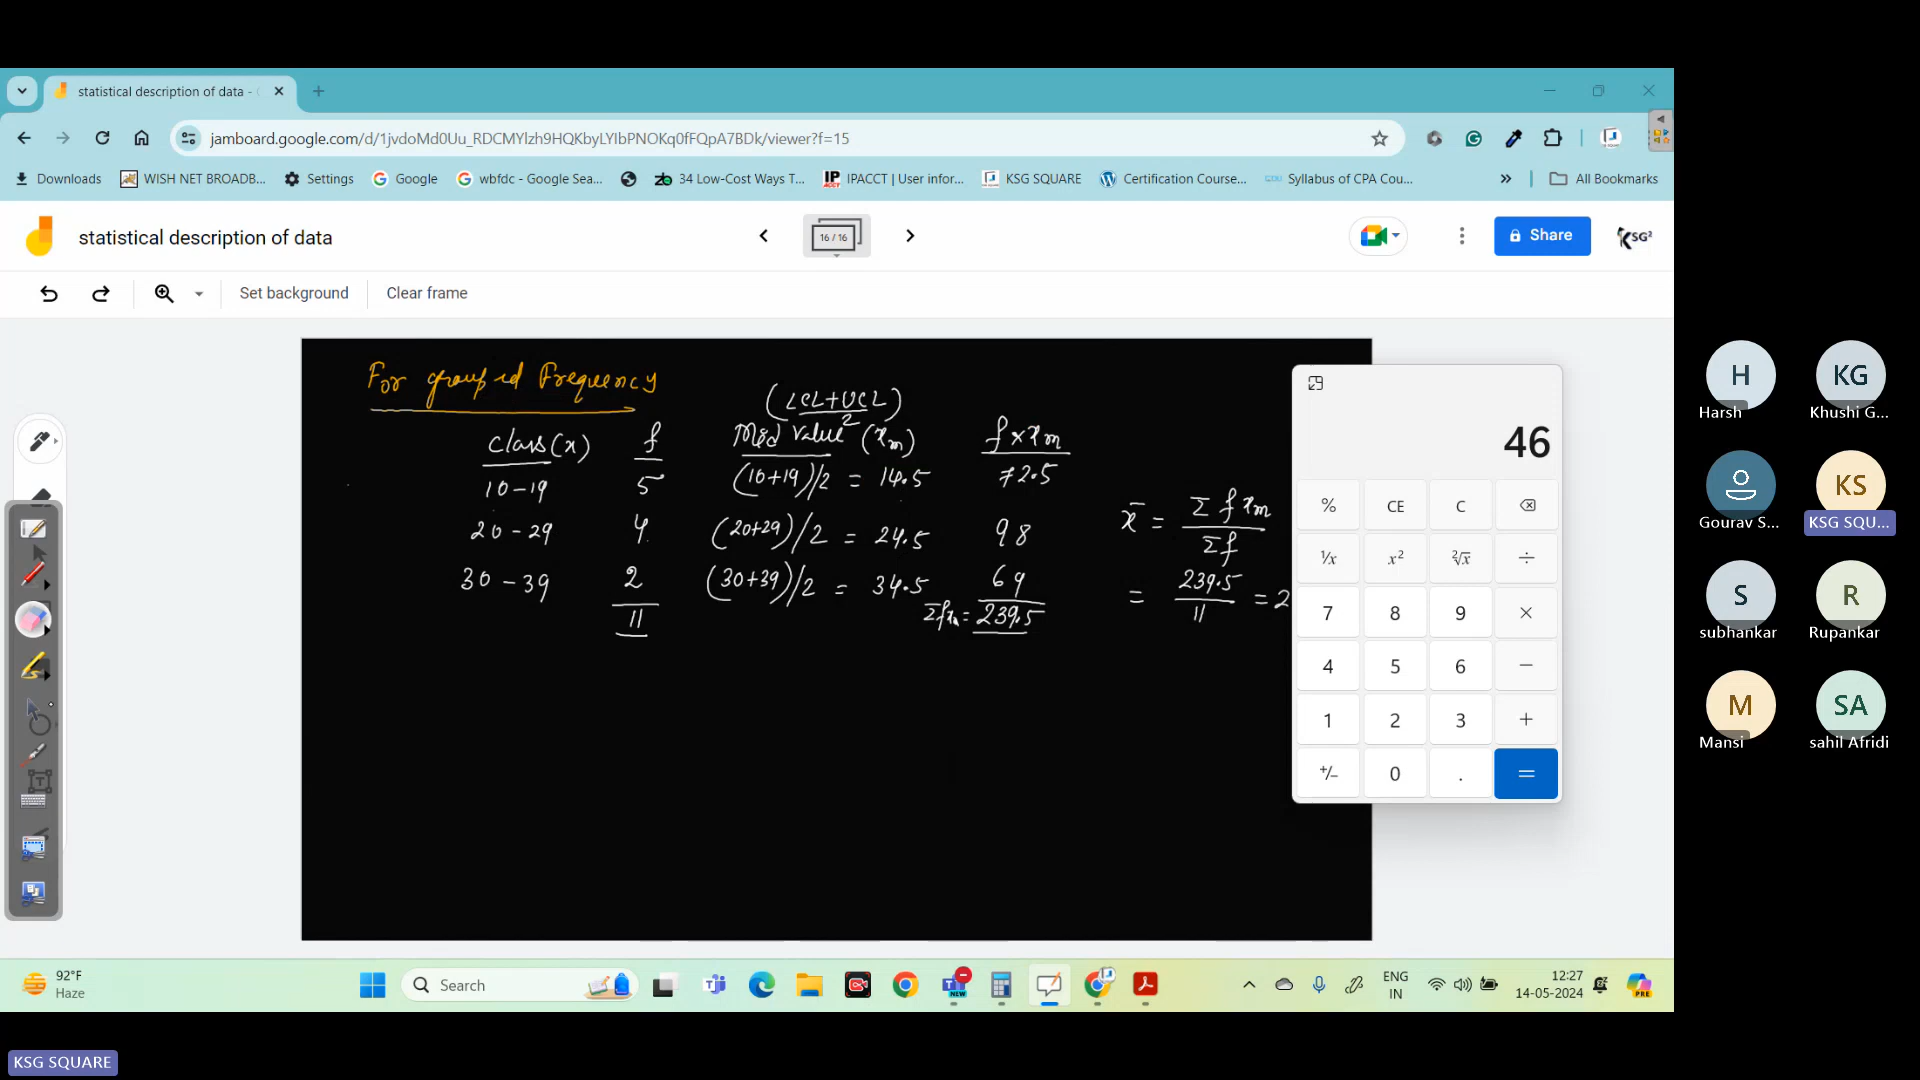 statistical description of data -
jamboard.google.com/d/1jvdoMd0Uu_RDCMYlzh9HQKbyLYIbPNOKq0fFQpA7BDk/viewer?f=15
Downloads WISH NET BROADB... Settings Google wbfdc - Google Sea... 34 Low-Cost Ways T... IPACCT | User infor... KSG SQUARE Certification Course... Syllabus of CPA Cou... » All Bookmarks
statistical description of data
16 / 16
Share
KSG²
Set background Clear frame
For grouped Frequency
(LCL+UCL)
2
class(x) f Mid value (xm) f×xm
10-19 5 (10+19)/2 = 14.5 72.5
20-29 4 (20+29)/2 = 24.5 98
30-39 2 (30+39)/2 = 34.5 69
11 Σfxm = 239.5
x̄ = Σfxm
Σf
= 239.5 = 2
11
46
% CE C
¹/x x² ²√x ÷
7 8 9 ×
4 5 6 −
1 2 3 +
+/− 0 . =
H KG
Harsh Khushi G...
KS
Gourav S... KSG SQU...
S R
subhankar Rupankar
M SA
Mansi sahil Afridi
92°F
Haze
Search
NEW
ENG
IN
12:27
14-05-2024
PRE
KSG SQUARE